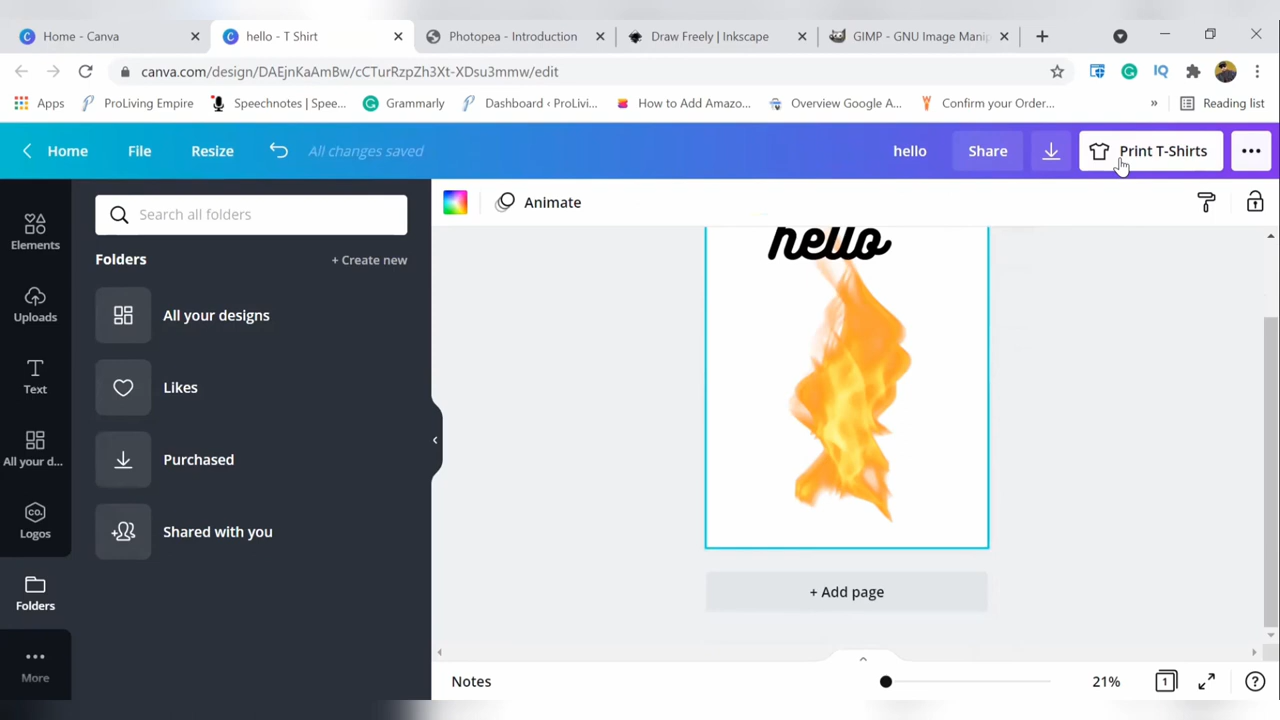 Home - Canva
hello - T Shirt
Photopea - Introduction
Draw Freely | Inkscape
GIMP - GNU Image Manip
canva.com/design/DAEjnKaAmBw/cCTurRzpZh3Xt-XDsu3mmw/edit
Apps
ProLiving Empire
Speechnotes | Spee...
Grammarly
Dashboard ‹ ProLivi...
How to Add Amazo...
Overview Google A...
Confirm your Order...
»
Reading list
Home
File
Resize
All changes saved
hello
Share
Print T-Shirts
Elements
Uploads
Text
All your d...
CO.
Logos
Folders
More
Search all folders
Folders
+ Create new
All your designs
Likes
Purchased
Shared with you
Animate
hello
+ Add page
Notes
21%
1